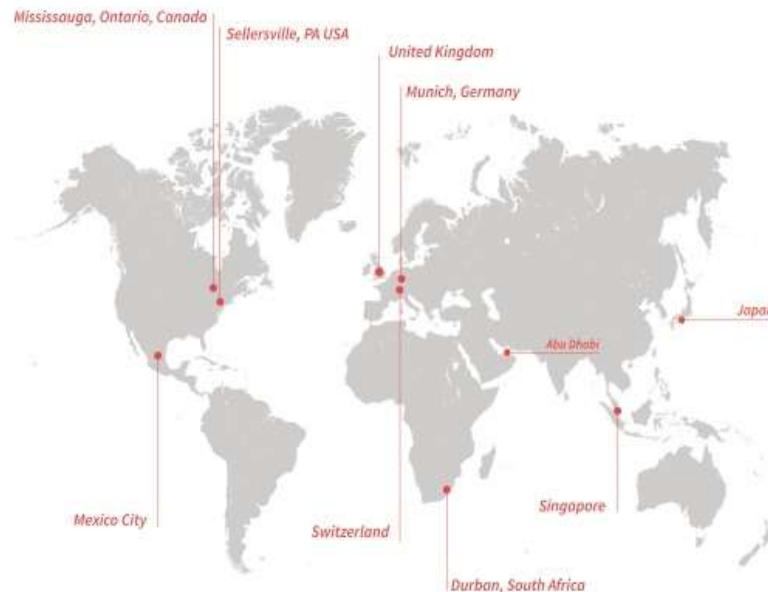 Mississauga, Ontario, Canada
Sellersville, PA USA
United Kingdom
Munich, Germany
Japan
Abu Dhabi
Mexico City
Singapore
Switzerland
Durban, South Africa